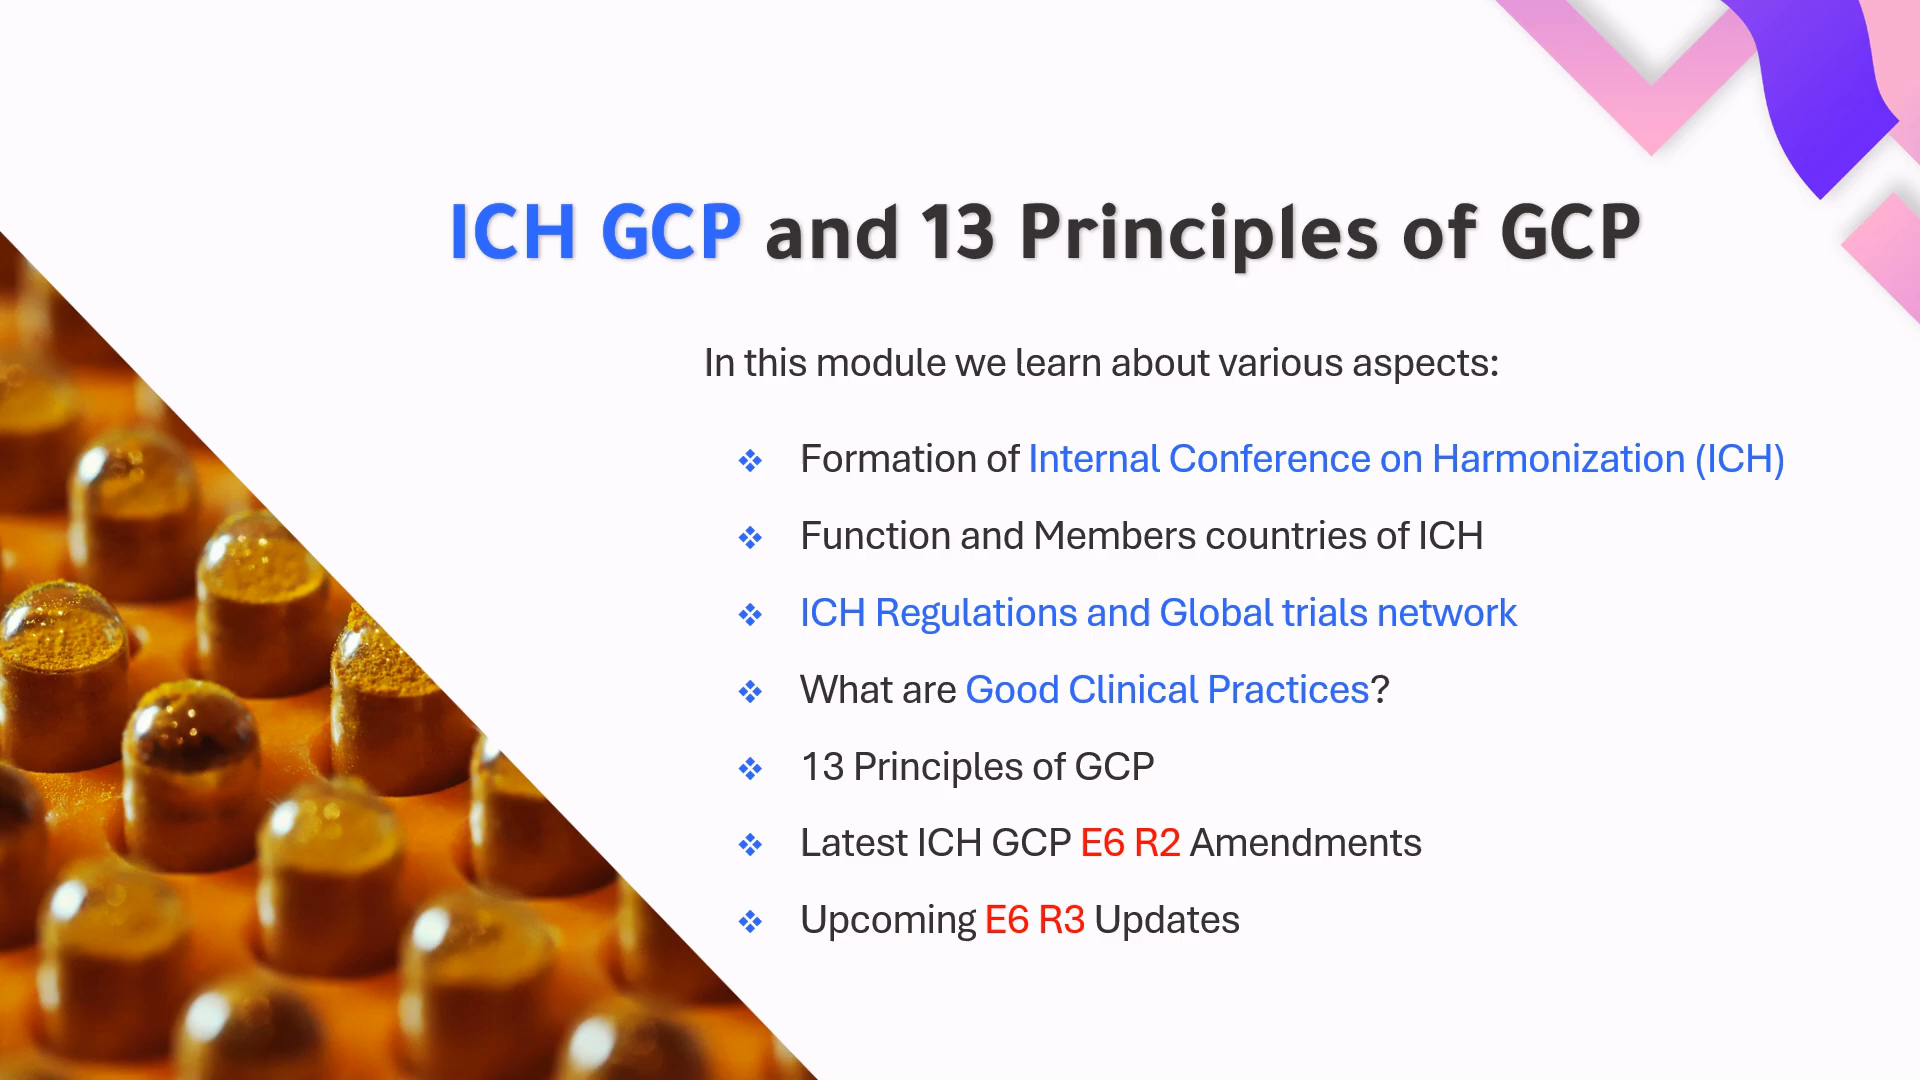 ICH GCP and 13 Principles of GCP
In this module we learn about various aspects:
❖ Formation of Internal Conference on Harmonization (ICH)
❖ Function and Members countries of ICH
❖ ICH Regulations and Global trials network
❖ What are Good Clinical Practices?
❖ 13 Principles of GCP
❖ Latest ICH GCP E6 R2 Amendments
❖ Upcoming E6 R3 Updates